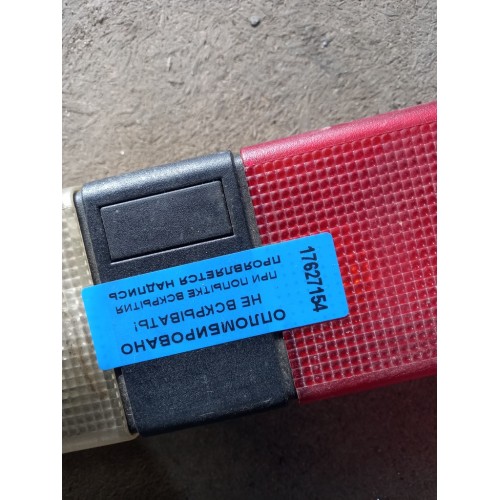 ОПЛОМБИРОВАНО
НЕ ВСКРЫВАТЬ!
ПРИ ПОПЫТКЕ ВСКРЫТИЯ
ПРОЯВЛЯЕТСЯ НАДПИСЬ
17627154